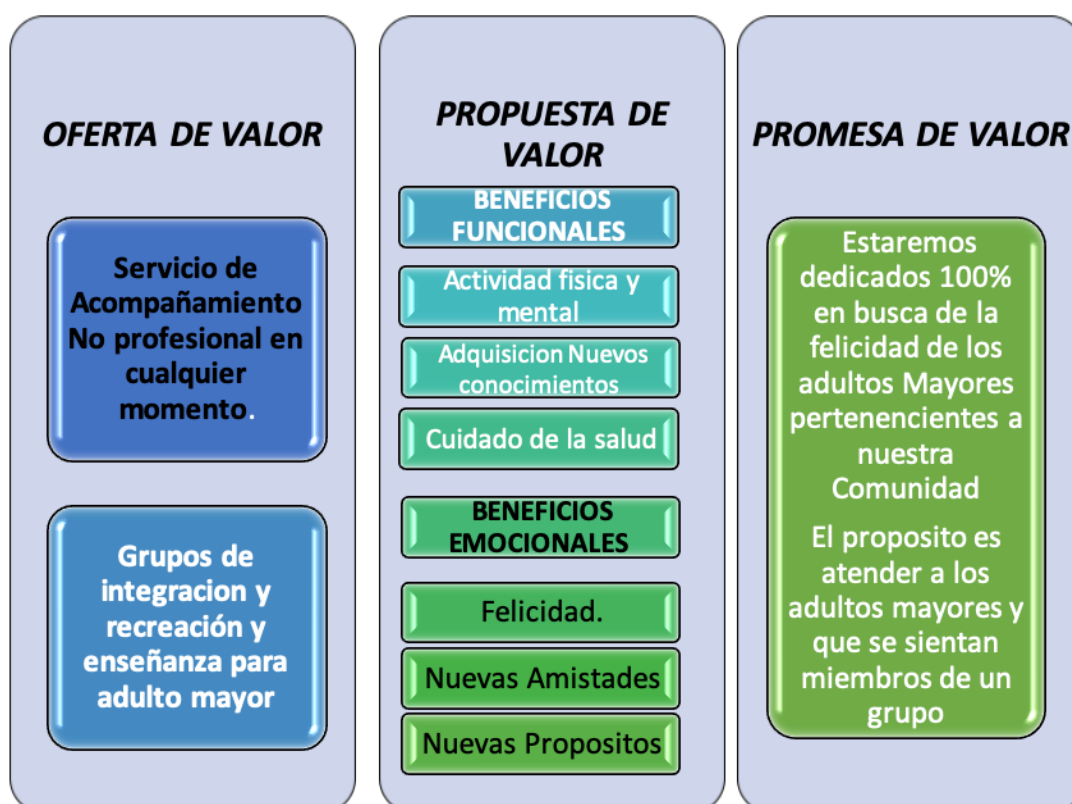 OFERTA DE VALOR
Servicio de
Acompañamiento
No profesional en
cualquier
momento.
Grupos de
integracion y
recreación y
enseñanza para
adulto mayor
PROPUESTA DE
VALOR
BENEFICIOS
FUNCIONALES
Actividad fisica y
mental
Adquisicion Nuevos
conocimientos
Cuidado de la salud
BENEFICIOS
EMOCIONALES
Felicidad.
Nuevas Amistades
Nuevas Propositos
PROMESA DE VALOR
Estaremos
dedicados 100%
en busca de la
felicidad de los
adultos Mayores
pertenencientes a
nuestra
Comunidad
El proposito es
atender a los
adultos mayores y
que se sientan
miembros de un
grupo